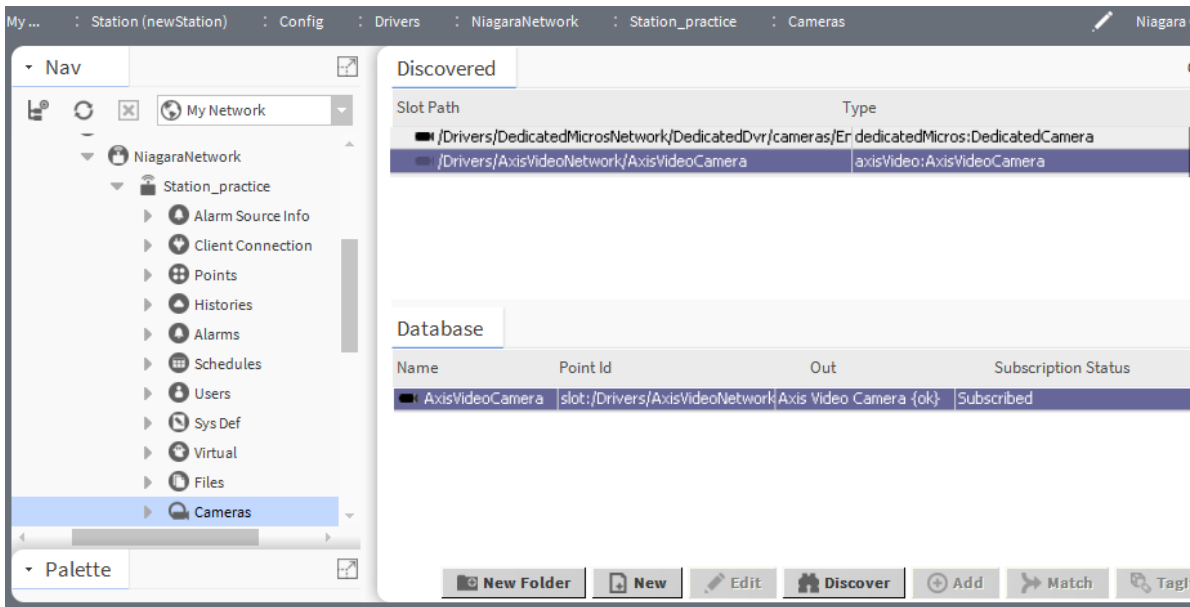 My ... : Station (newStation) : Config : Drivers : NiagaraNetwork : Station_practice : Cameras Niagara
Nav
My Network
NiagaraNetwork
Station_practice
Alarm Source Info
Client Connection
Points
Histories
Alarms
Schedules
Users
Sys Def
Virtual
Files
Cameras
Palette
Discovered
Slot Path Type
/Drivers/DedicatedMicrosNetwork/DedicatedDvr/cameras/Er dedicatedMicros:DedicatedCamera
/Drivers/AxisVideoNetwork/AxisVideoCamera axisVideo:AxisVideoCamera
Database
Name Point Id Out Subscription Status
AxisVideoCamera slot:/Drivers/AxisVideoNetwork Axis Video Camera {ok} Subscribed
New Folder New Edit Discover Add Match TagI